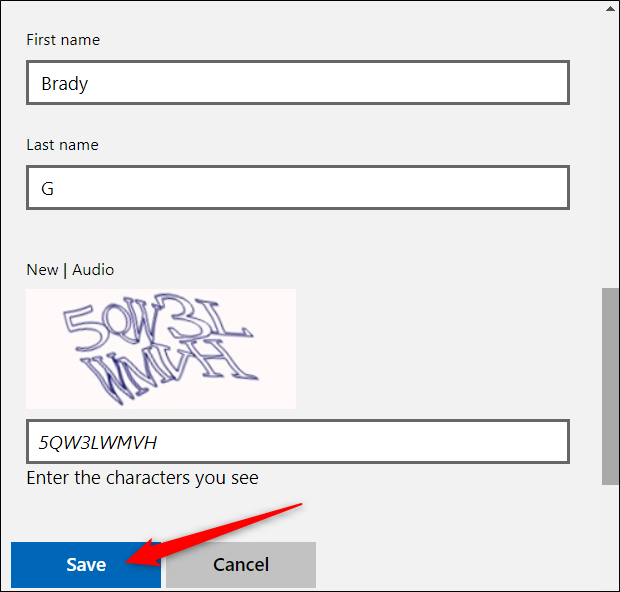 First name
Brady
Last name
G
New | Audio
5QW3L
WMVH
5QW3LWMVH
Enter the characters you see
Save Cancel